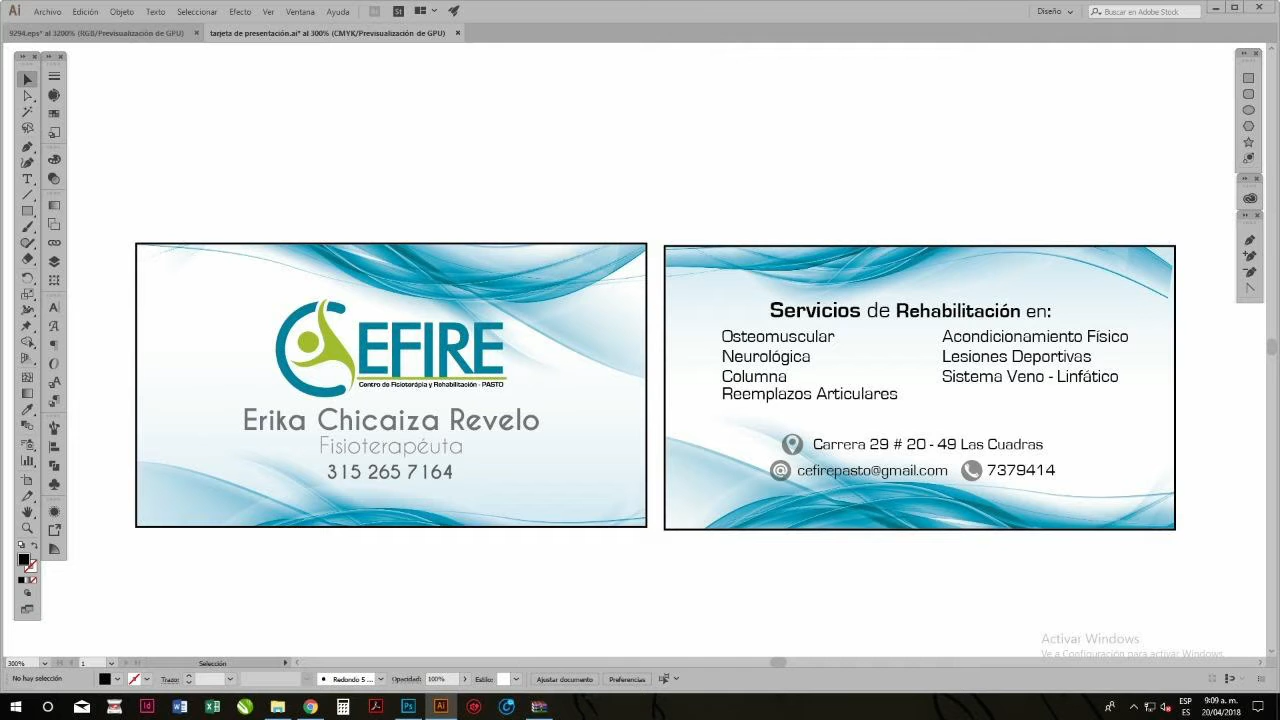 Ai Archivo Edición Objeto Texto Seleccionar Efecto Ver Ventana Ayuda Br St Diseño Buscar en Adobe Stock
9294.eps* al 3200% (RGB/Previsualización de GPU) × tarjeta de presentación.ai* al 300% (CMYK/Previsualización de GPU) ×
EFIRE
Centro de Fisioterápia y Rehabilitación - PASTO
Erika Chicaiza Revelo
Fisioterapéuta
315 265 7164
Servicios de Rehabilitación en:
Osteomuscular
Neurológica
Columna
Reemplazos Articulares
Acondicionamiento Físico
Lesiones Deportivas
Sistema Veno - Linfático
Carrera 29 # 20 - 49 Las Cuadras
cefirepasto@gmail.com 7379414
Activar Windows
Ve a Configuración para activar Windows.
300% 1 Selección
No hay selección Trazo: Redondo 5 ... Opacidad: 100% Estilo: Ajustar documento Preferencias
ESP 9:09 a. m.
ES 20/04/2018